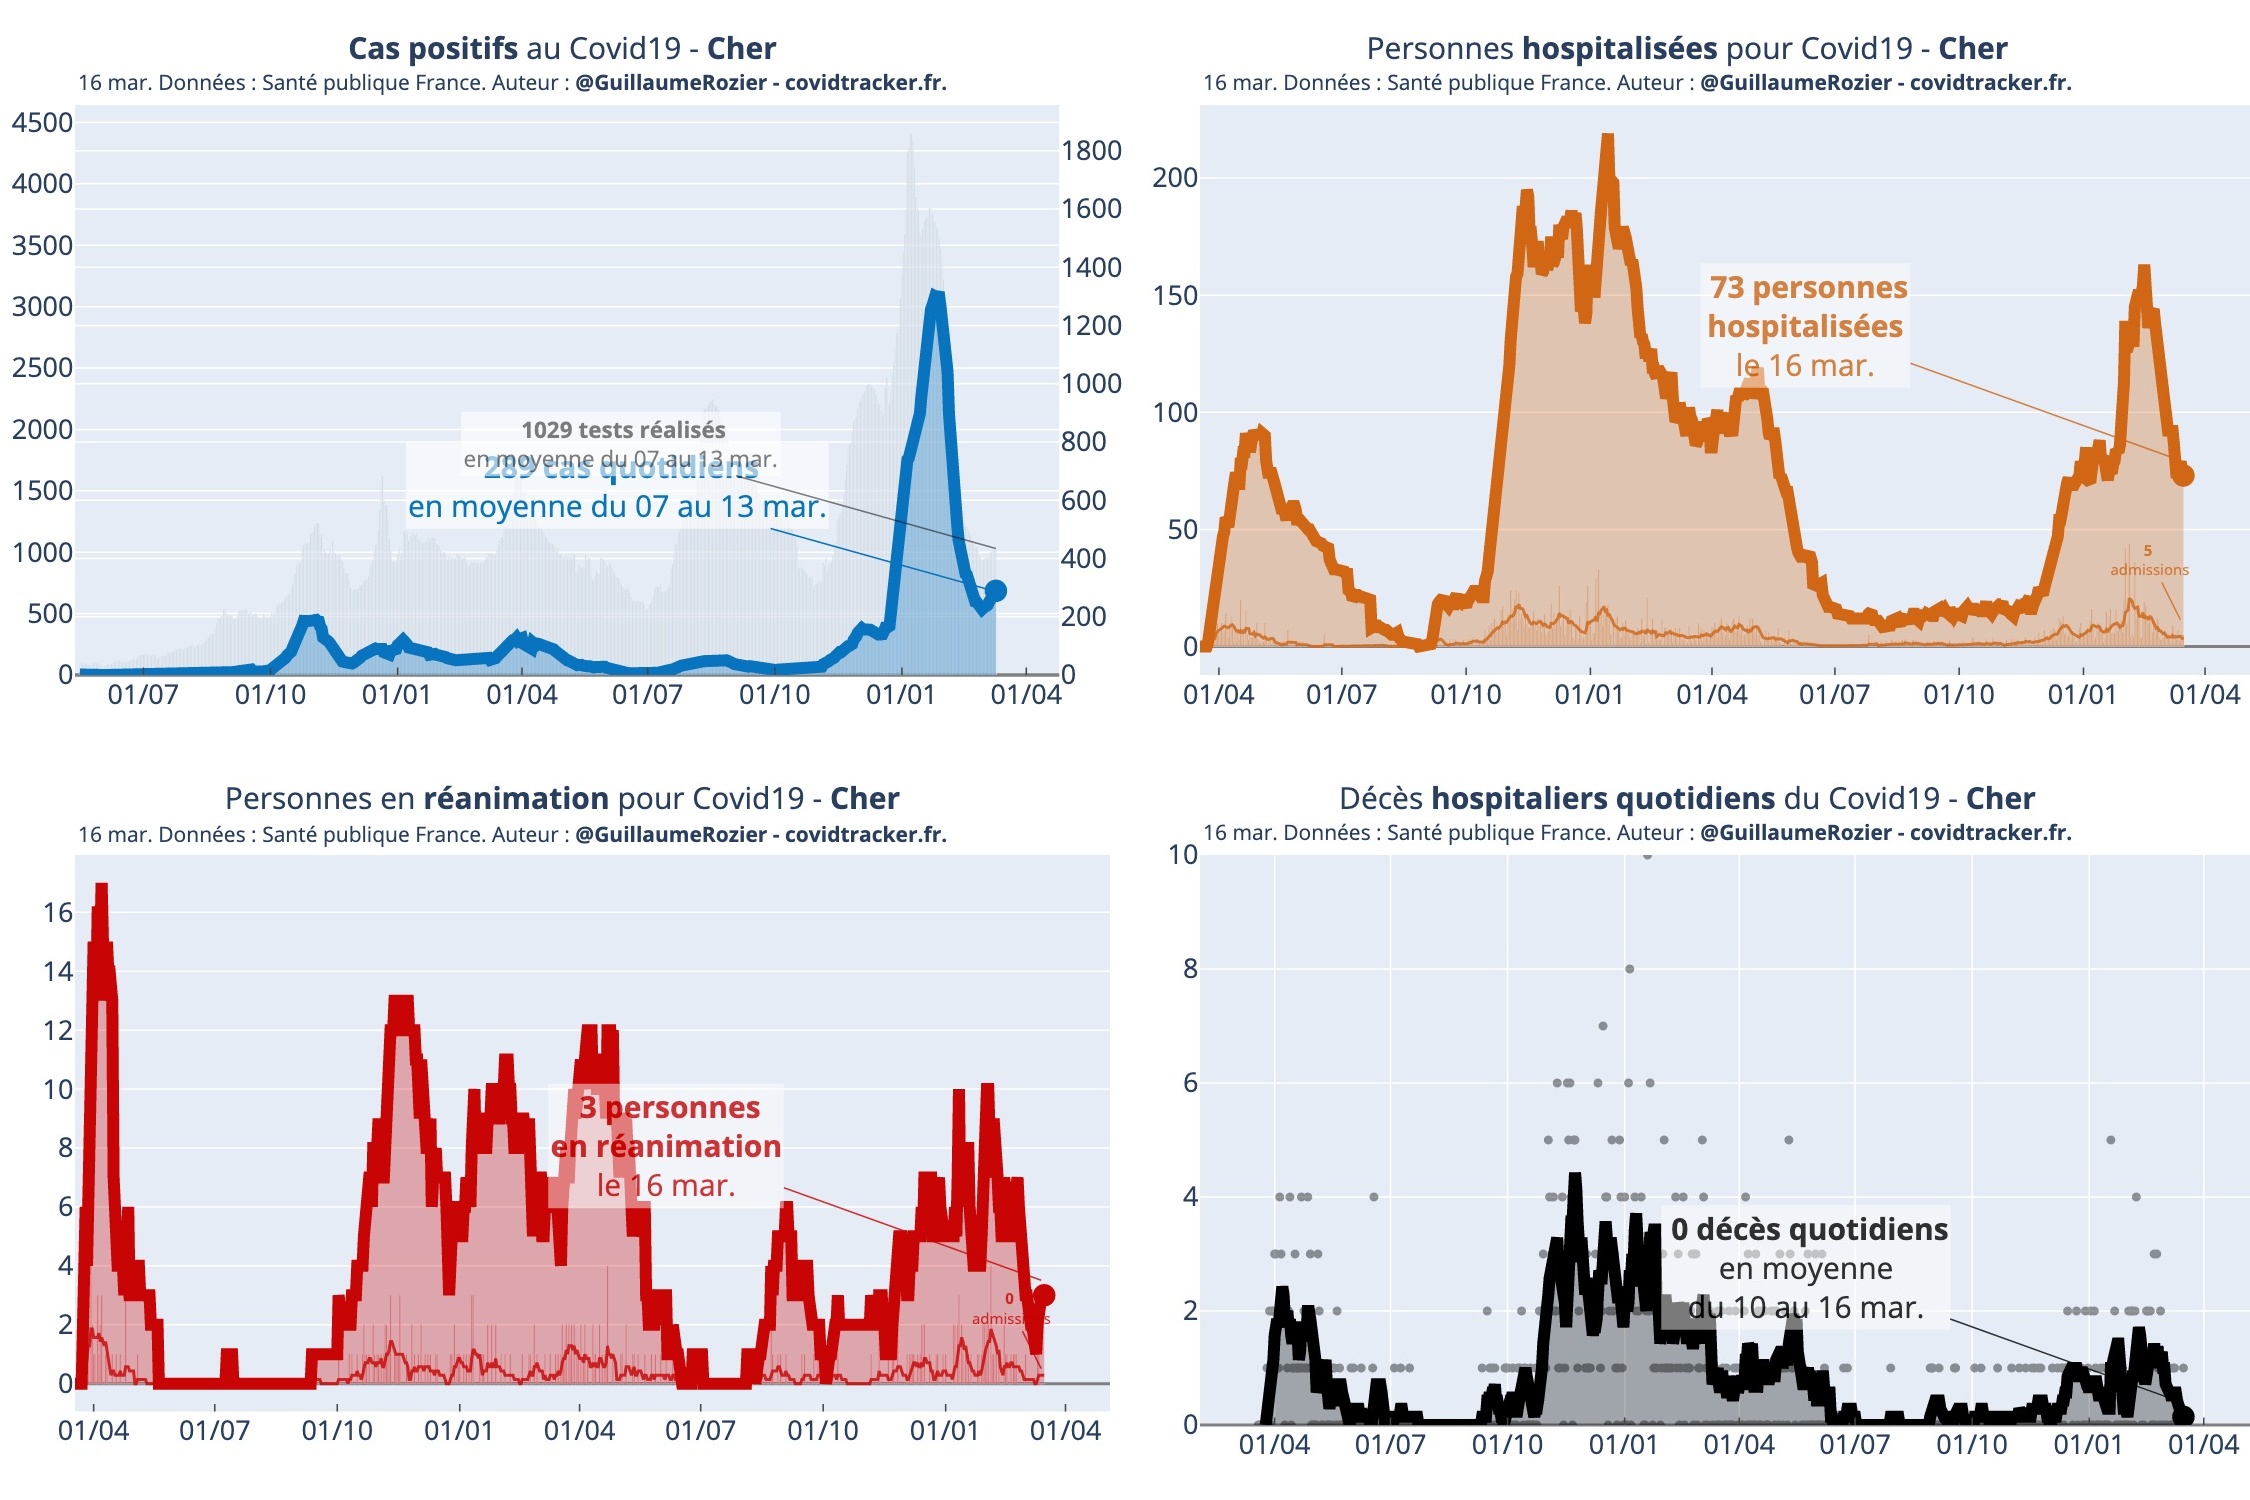 Cas positifs au Covid19 - Cher
16 mar. Données : Santé publique France. Auteur : @GuillaumeRozier - covidtracker.fr.
4500
4000
3500
3000
2500
2000
1500
1000
500
0
1800
1600
1400
1200
1000
800
600
400
200
0
1029 tests réalisés
en moyenne du 07 au 13 mar.
289 cas quotidiens
en moyenne du 07 au 13 mar.
01/07 01/10 01/01 01/04 01/07 01/10 01/01 01/04
Personnes hospitalisées pour Covid19 - Cher
16 mar. Données : Santé publique France. Auteur : @GuillaumeRozier - covidtracker.fr.
200
150
100
50
0
73 personnes
hospitalisées
le 16 mar.
5
admissions
01/04 01/07 01/10 01/01 01/04 01/07 01/10 01/01 01/04
Personnes en réanimation pour Covid19 - Cher
16 mar. Données : Santé publique France. Auteur : @GuillaumeRozier - covidtracker.fr.
16
14
12
10
8
6
4
2
0
3 personnes
en réanimation
le 16 mar.
0
admissions
01/04 01/07 01/10 01/01 01/04 01/07 01/10 01/01 01/04
Décès hospitaliers quotidiens du Covid19 - Cher
16 mar. Données : Santé publique France. Auteur : @GuillaumeRozier - covidtracker.fr.
10
8
6
4
2
0
0 décès quotidiens
en moyenne
du 10 au 16 mar.
01/04 01/07 01/10 01/01 01/04 01/07 01/10 01/01 01/04